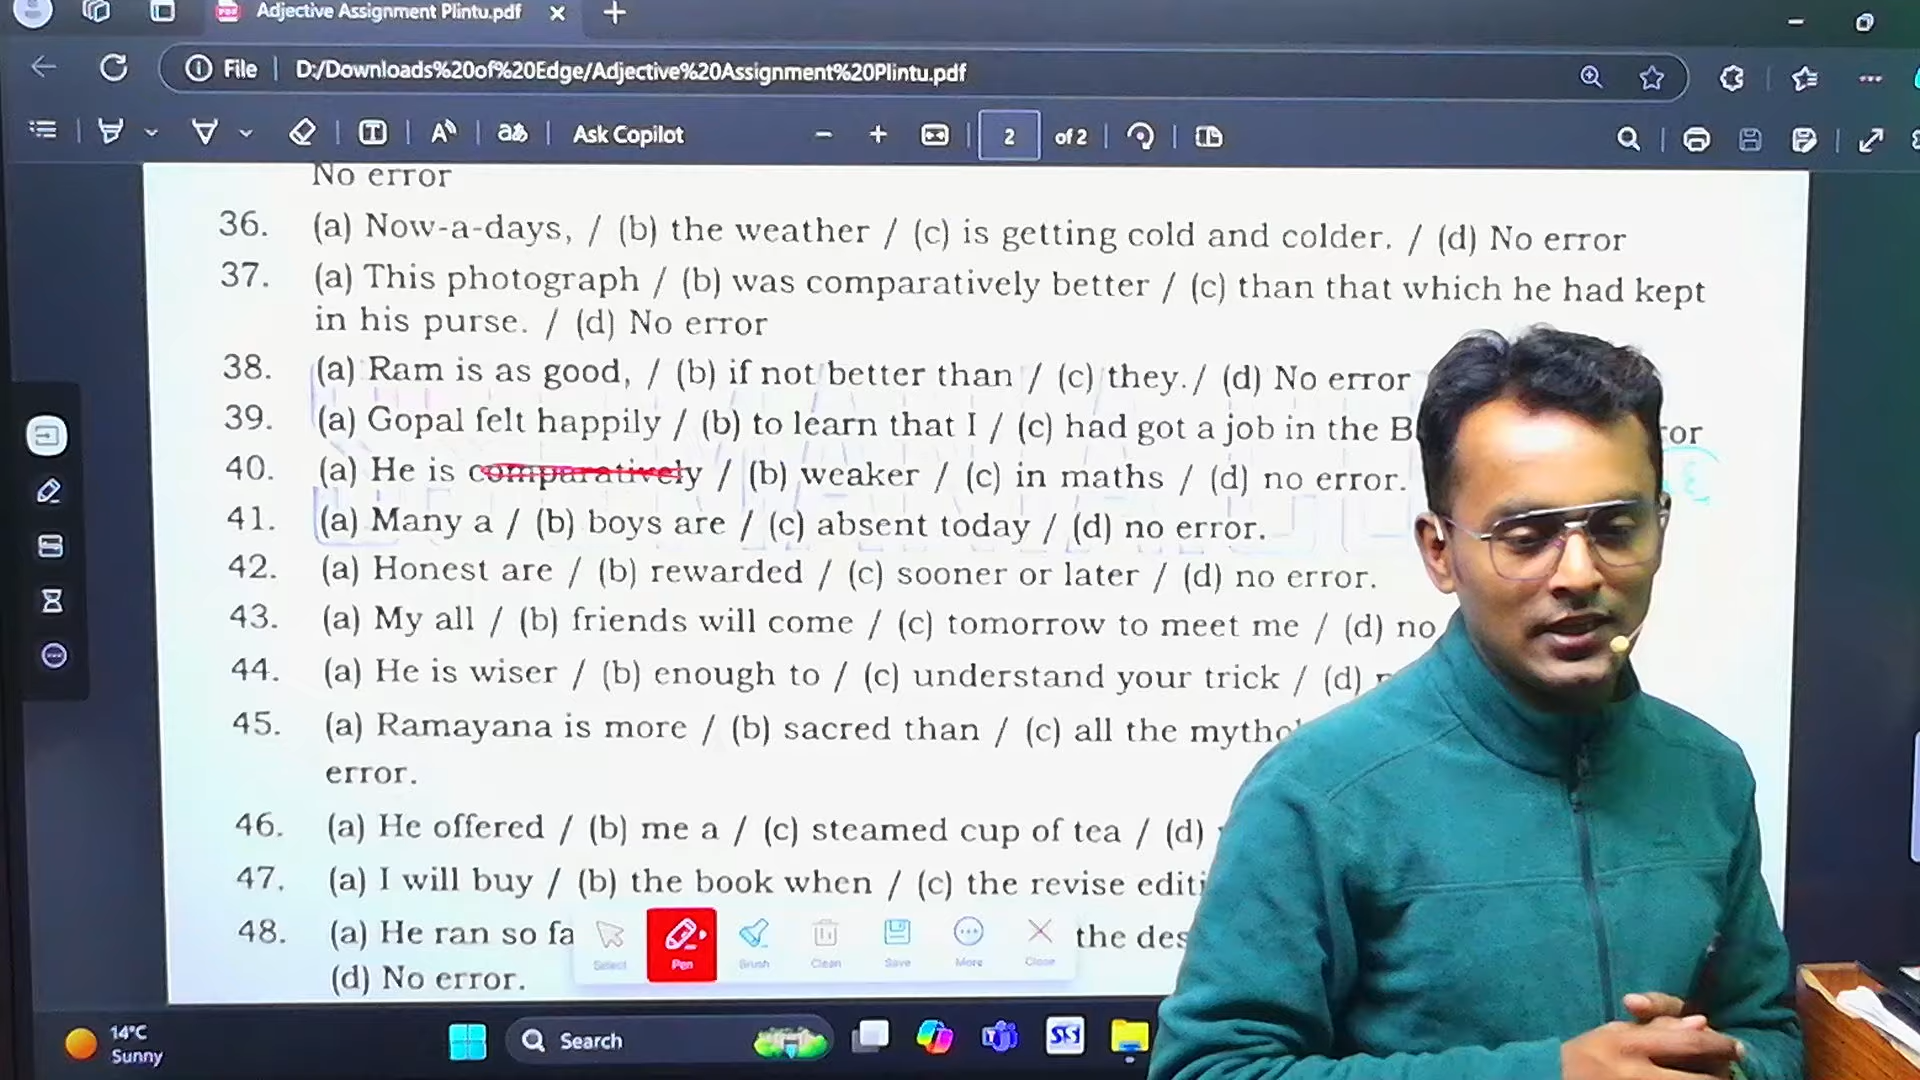 Adjective Assignment Plintu.pdf
File D:/Downloads%20of%20Edge/Adjective%20Assignment%20Plintu.pdf
Ask Copilot 2 of 2
No error
36. (a) Now-a-days, / (b) the weather / (c) is getting cold and colder. / (d) No error
37. (a) This photograph / (b) was comparatively better / (c) than that which he had kept
in his purse. / (d) No error
38. (a) Ram is as good, / (b) if not better than / (c) they./ (d) No error
39. (a) Gopal felt happily / (b) to learn that I / (c) had got a job in the B
40. (a) He is comparatively / (b) weaker / (c) in maths / (d) no error.
41. (a) Many a / (b) boys are / (c) absent today / (d) no error.
42. (a) Honest are / (b) rewarded / (c) sooner or later / (d) no error.
43. (a) My all / (b) friends will come / (c) tomorrow to meet me / (d) no
44. (a) He is wiser / (b) enough to / (c) understand your trick / (d)
45. (a) Ramayana is more / (b) sacred than / (c) all the mythol
error.
46. (a) He offered / (b) me a / (c) steamed cup of tea / (d)
47. (a) I will buy / (b) the book when / (c) the revise editi
48. (a) He ran so fa the des
(d) No error.
Select Pen Brush Clean Save More Close
14°C
Sunny
Search